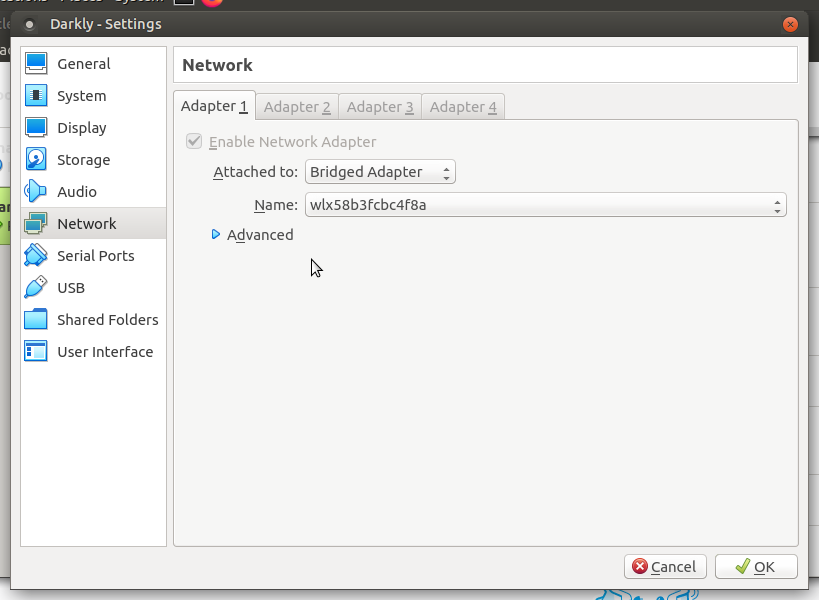 Darkly - Settings
General
System
Display
Storage
Audio
Network
Serial Ports
USB
Shared Folders
User Interface
Network
Adapter 1 Adapter 2 Adapter 3 Adapter 4
Enable Network Adapter
Attached to: Bridged Adapter
Name: wlx58b3fcbc4f8a
Advanced
Cancel OK